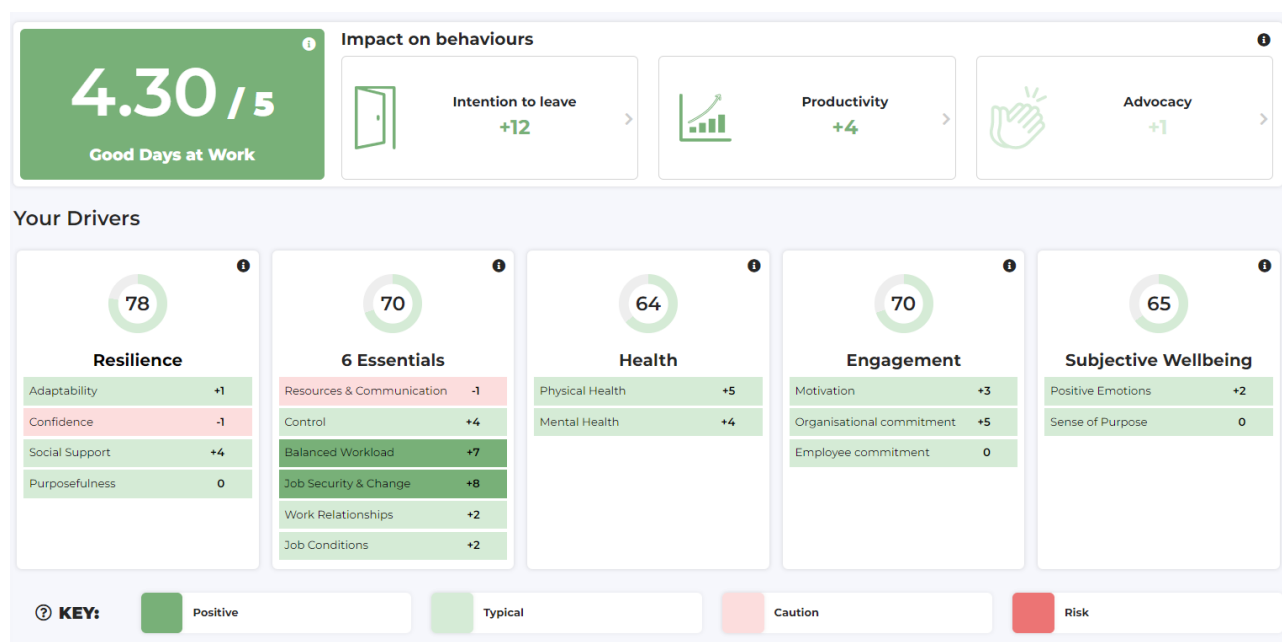 4.30 / 5
Good Days at Work
Impact on behaviours
Intention to leave
+12
Productivity
+4
Advocacy
+1
Your Drivers
78
Resilience
Adaptability +1
Confidence -1
Social Support +4
Purposefulness 0
70
6 Essentials
Resources & Communication -1
Control +4
Balanced Workload +7
Job Security & Change +8
Work Relationships +2
Job Conditions +2
64
Health
Physical Health +5
Mental Health +4
70
Engagement
Motivation +3
Organisational commitment +5
Employee commitment 0
65
Subjective Wellbeing
Positive Emotions +2
Sense of Purpose 0
? KEY: Positive Typical Caution Risk